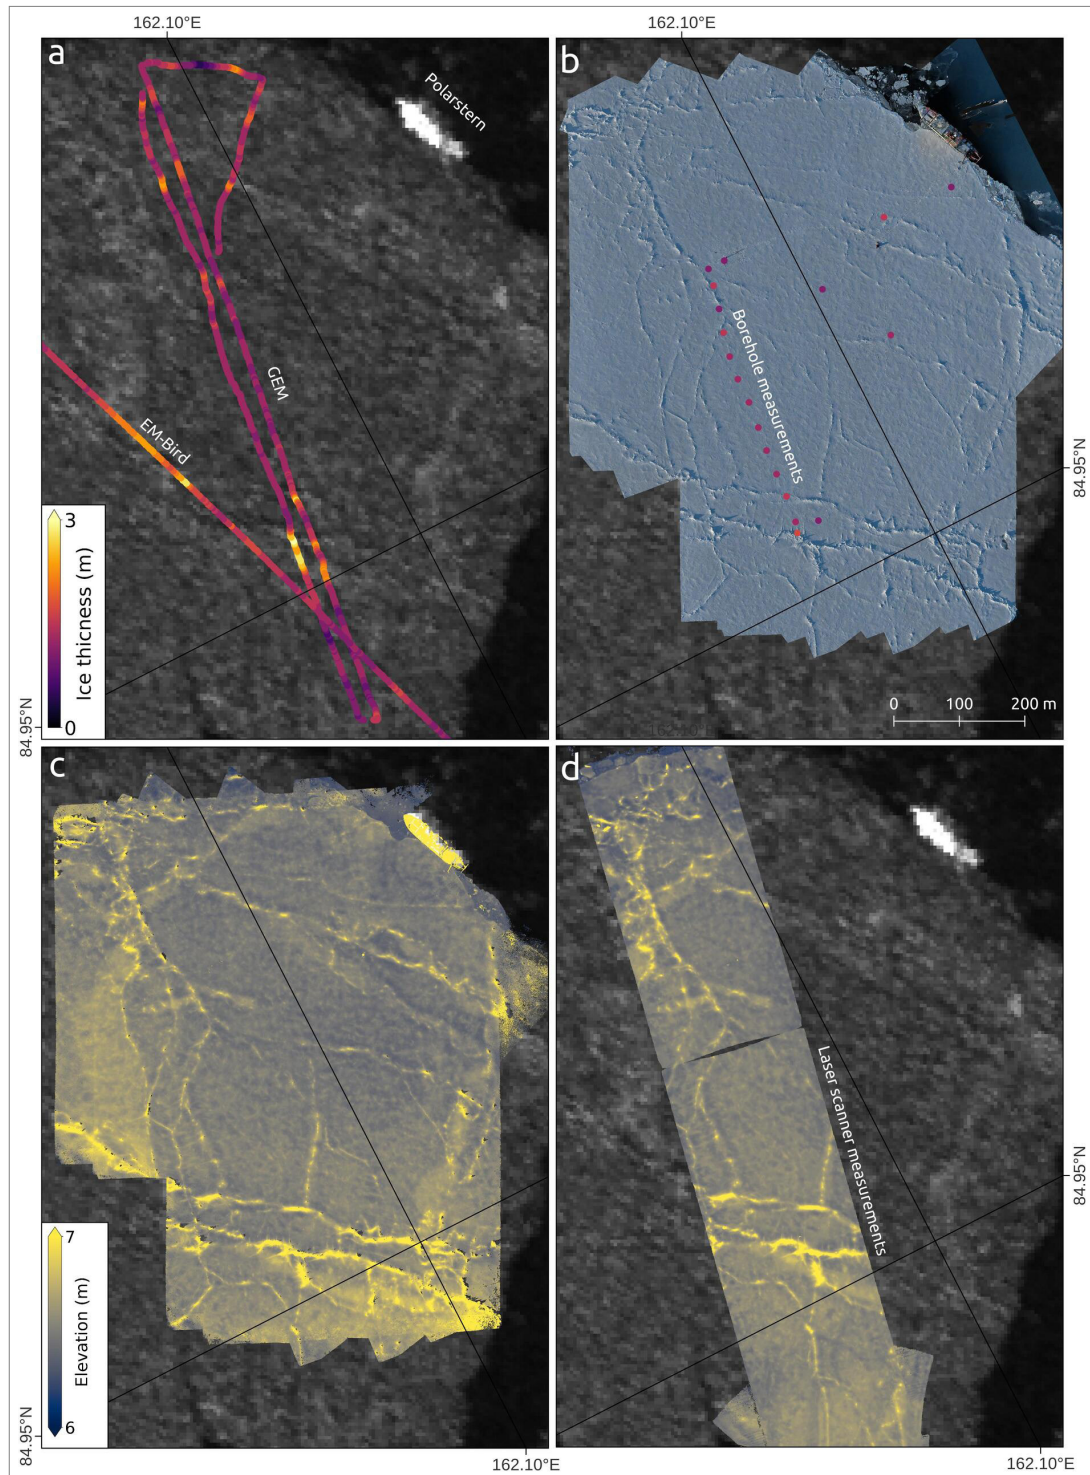 162.10°E
162.10°E
a
Polarstern
GEM
EM-Bird
3
Ice thicness (m)
0
84.95°N
b
Borehole measurements
84.95°N
0 100 200 m
c
7
Elevation (m)
6
84.95°N
162.10°E
d
Laser scanner measurements
84.95°N
162.10°E